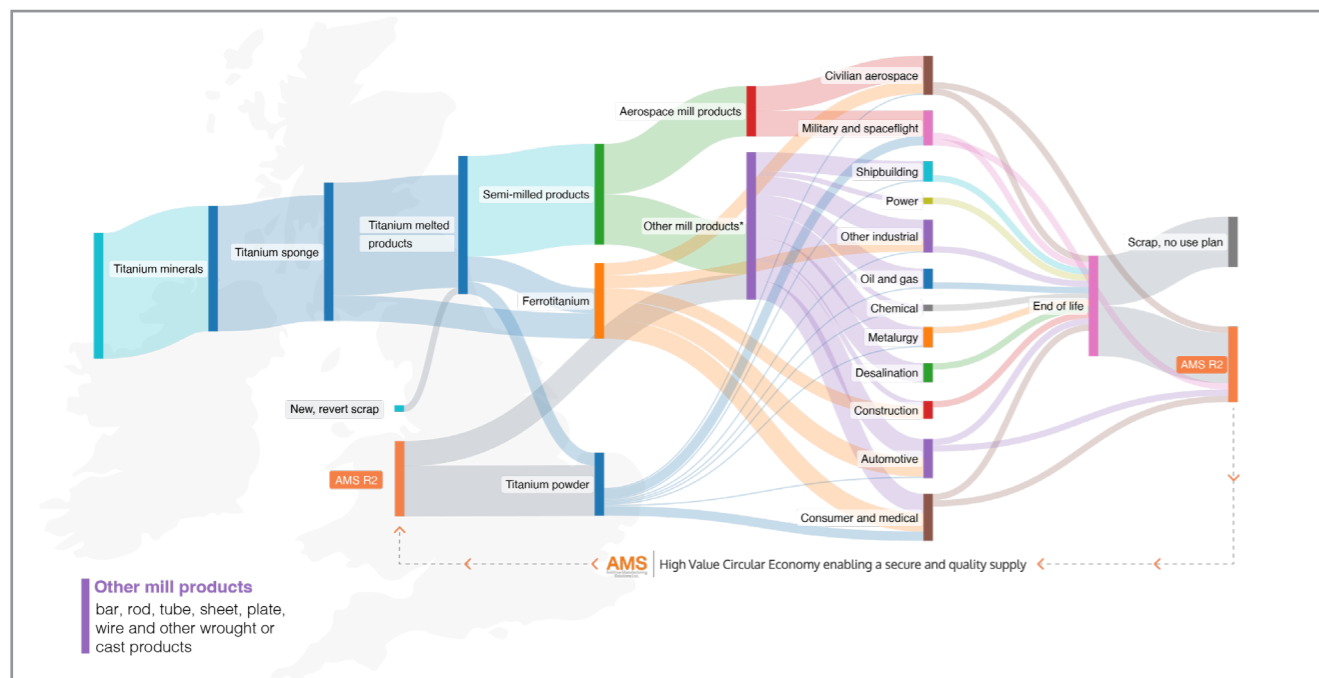 Civilian aerospace
Aerospace mill products
Military and spaceflight
Shipbuilding
Semi-milled products
Power
Titanium melted
products
Other mill products*
Other industrial
Scrap, no use plan
Titanium sponge
Titanium minerals
Oil and gas
Ferrotitanium
Chemical
End of life
Metalurgy
AMS R2
Desalination
New, revert scrap
Construction
Automotive
AMS R2
Titanium powder
Consumer and medical
AMS
High Value Circular Economy enabling a secure and quality supply
Other mill products
bar, rod, tube, sheet, plate,
wire and other wrought or
cast products